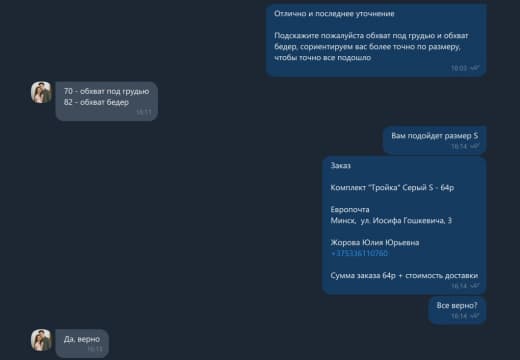 Отлично и последнее уточнение
Подскажите пожалуйста обхват под грудью и обхват
бедер, сориентируем вас более точно по размеру,
чтобы точно все подошло
16:03
70 - обхват под грудью
82 - обхват бедер
16:11
Вам подойдет размер S
16:14
Заказ
Комплект "Тройка" Серый S - 64р
Европочта
Минск, ул. Иосифа Гошкевича, 3
Жорова Юлия Юрьевна
+375336110760
Сумма заказа 64р + стоимость доставки
16:14
Все верно?
16:14
Да, верно